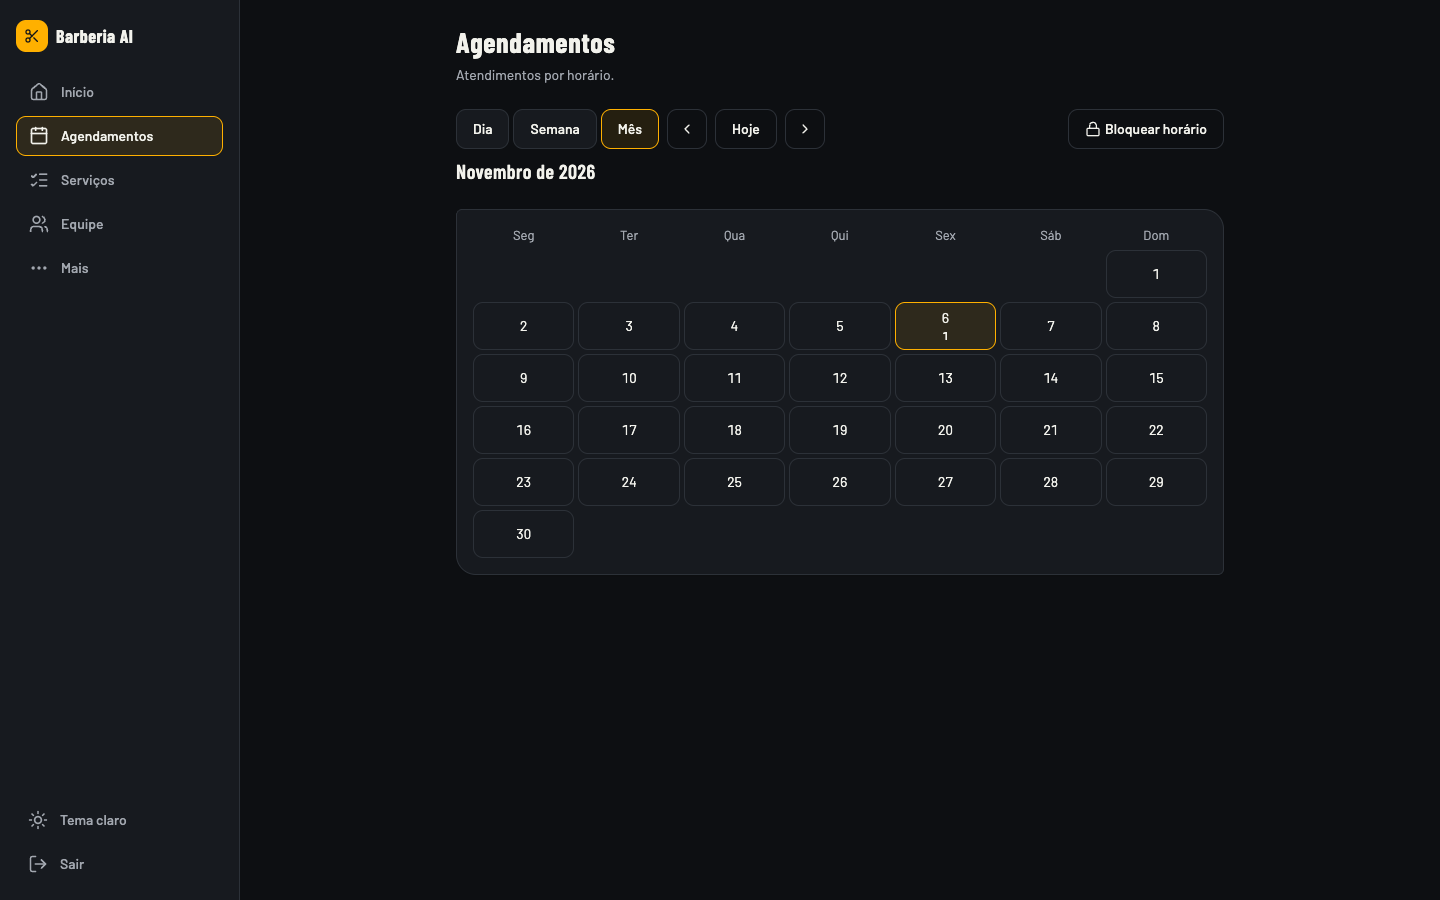 Barberia AI
Início
Agendamentos
Serviços
Equipe
Mais
Tema claro
Sair
Agendamentos
Atendimentos por horário.
Dia Semana Mês Hoje Bloquear horário
Novembro de 2026
Seg Ter Qua Qui Sex Sáb Dom
1
2 3 4 5 6 7 8
1
9 10 11 12 13 14 15
16 17 18 19 20 21 22
23 24 25 26 27 28 29
30